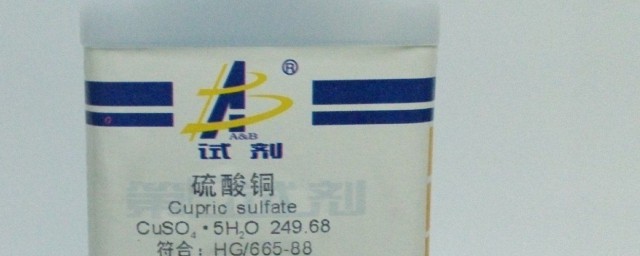 ®
A&B
试剂
硫酸铜
Cupric sulfate
CuSO₄·5H₂O 249.68
符合：HG/665-88